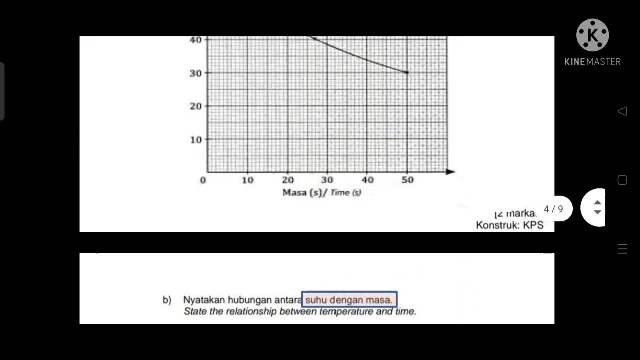 K
KINEMASTER
40
30
20
10
0 10 20 30 40 50
Masa (s)/ Time (s)
[2 marka
4 / 9
Konstruk: KPS
b) Nyatakan hubungan antara suhu dengan masa.
State the relationship between temperature and time.